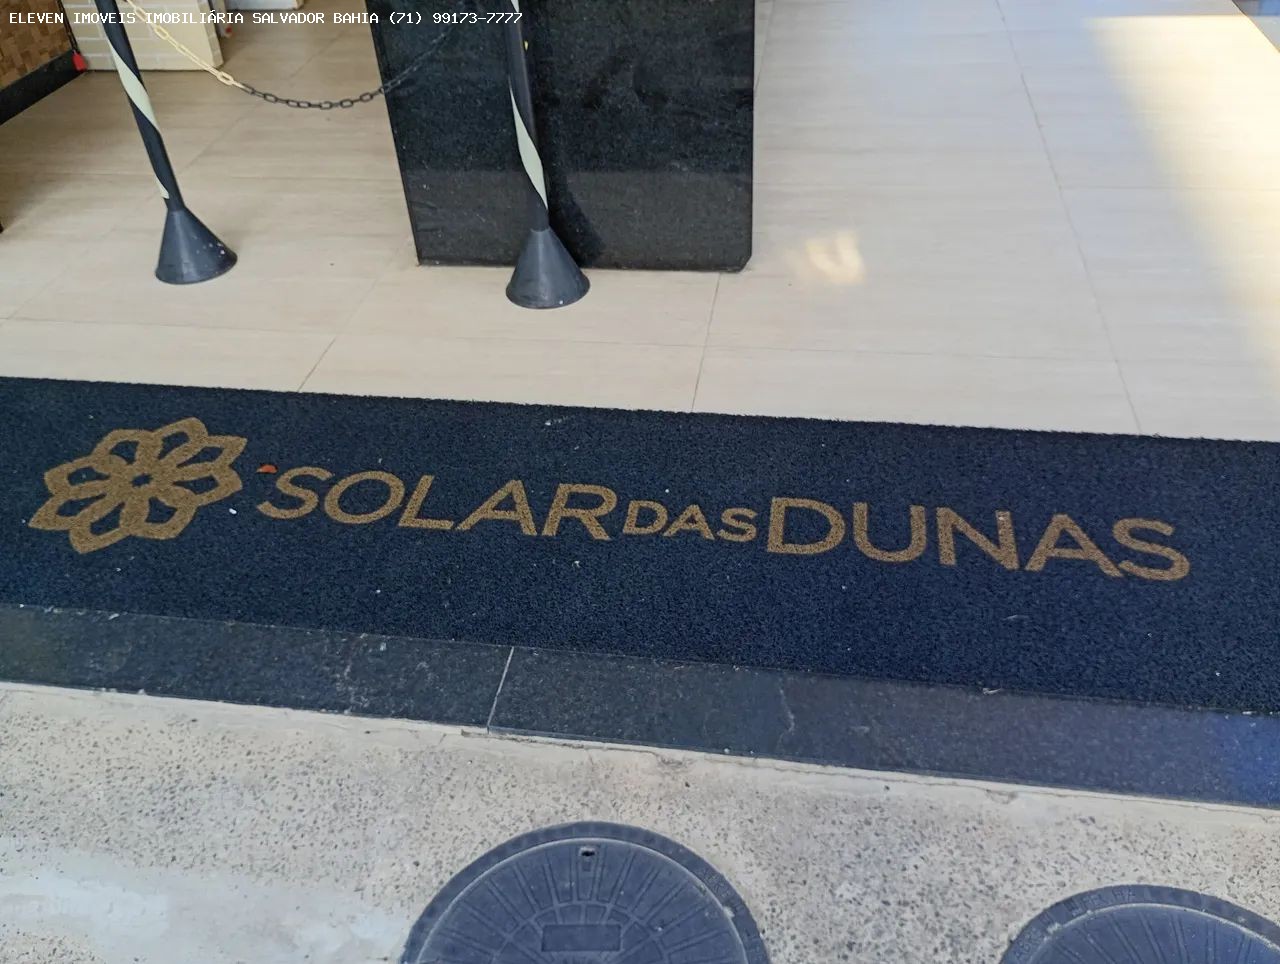 ELEVEN IMOVEIS IMOBILIÁRIA SALVADOR BAHIA (71) 99173-7777
SOLAR DAS DUNAS